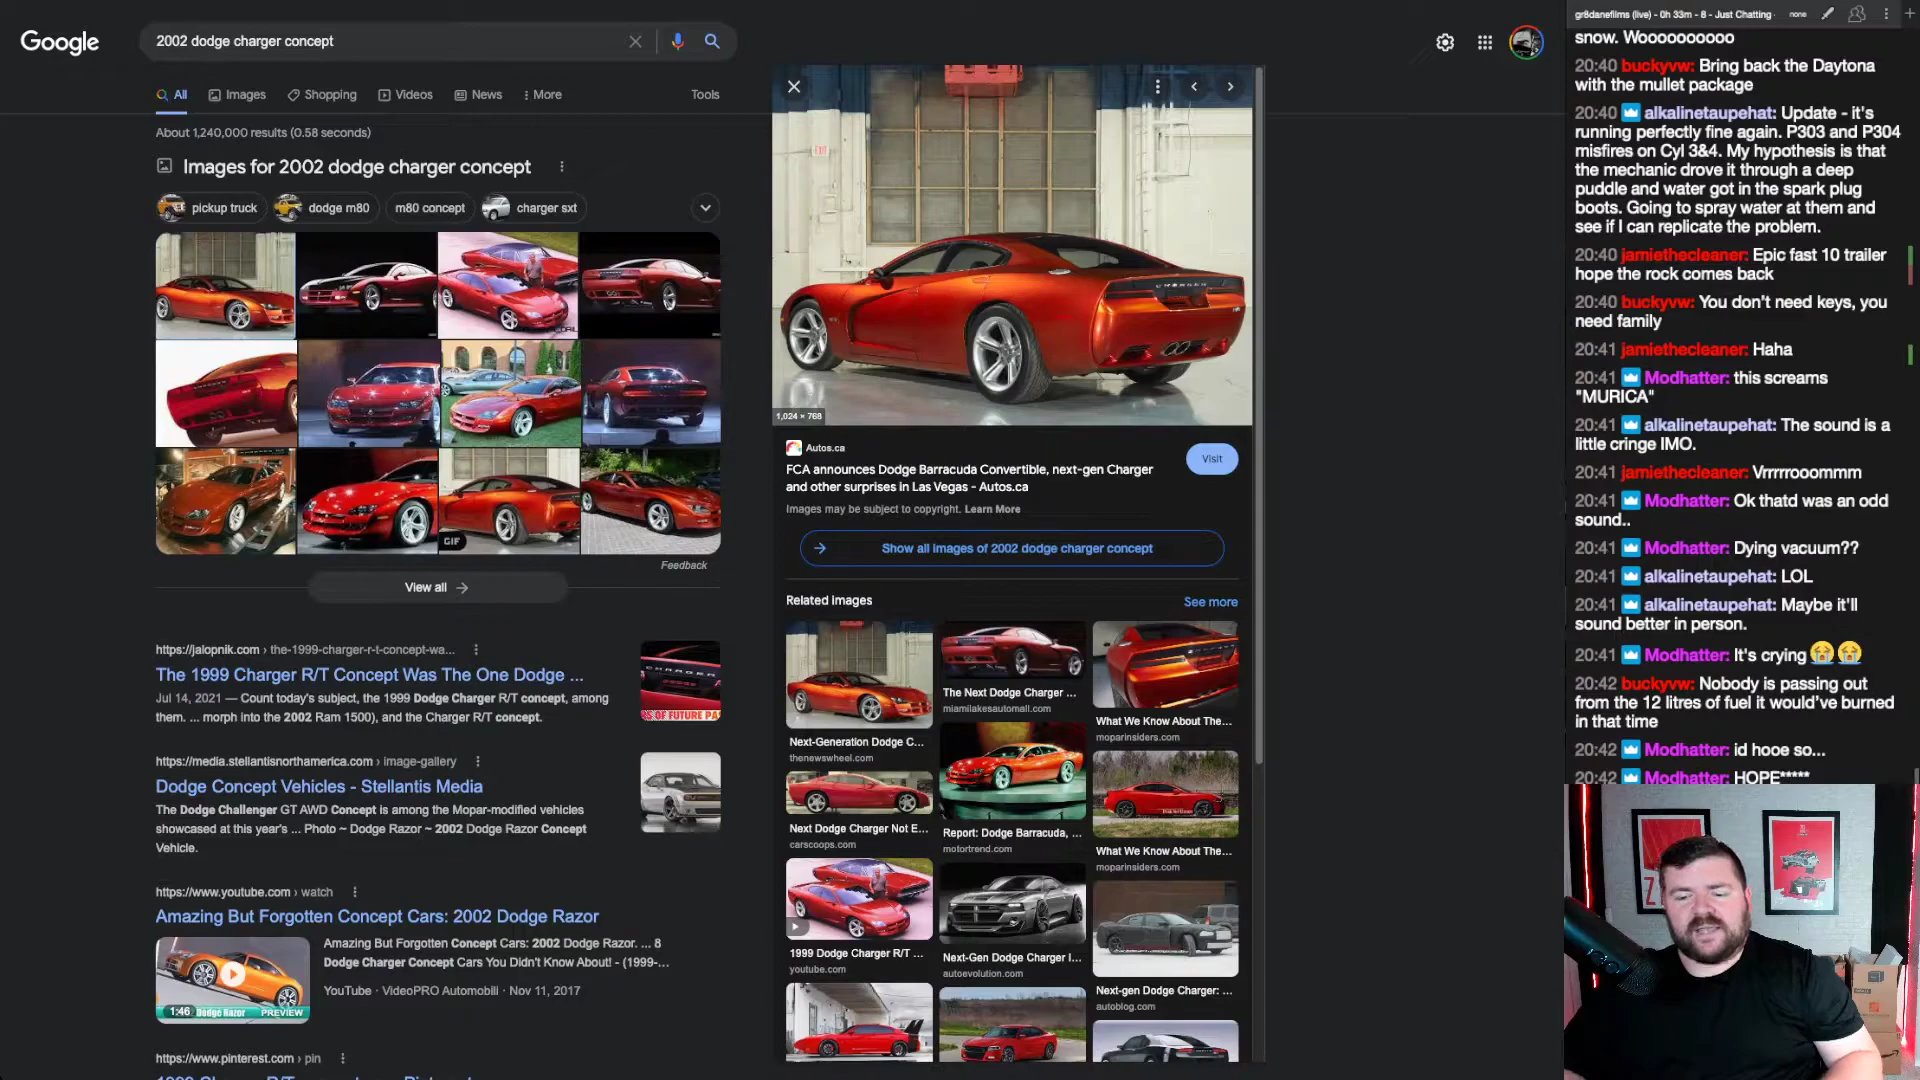 Google
2002 dodge charger concept
All
Images
Shopping
Videos
News
More
Tools
About 1,240,000 results (0.58 seconds)
Images for 2002 dodge charger concept
pickup truck
dodge m80
m80 concept
charger sxt
GIF
Feedback
View all
https://jalopnik.com › the-1999-charger-r-t-concept-wa...
The 1999 Charger R/T Concept Was The One Dodge ...
Jul 14, 2021 — Count today's subject, the 1999 Dodge Charger R/T concept, among
them. ... morph into the 2002 Ram 1500), and the Charger R/T concept.
https://media.stellantisnorthamerica.com › image-gallery
Dodge Concept Vehicles - Stellantis Media
The Dodge Challenger GT AWD Concept is among the Mopar-modified vehicles
showcased at this year's ... Photo ~ Dodge Razor ~ 2002 Dodge Razor Concept
Vehicle.
https://www.youtube.com › watch
Amazing But Forgotten Concept Cars: 2002 Dodge Razor
Amazing But Forgotten Concept Cars: 2002 Dodge Razor. ... 8
Dodge Charger Concept Cars You Didn't Know About! - (1999-...
YouTube · VideoPRO Automobili · Nov 11, 2017
1:46 Dodge Razor PREVIEW
https://www.pinterest.com › pin
1,024 × 768
Autos.ca
FCA announces Dodge Barracuda Convertible, next-gen Charger
and other surprises in Las Vegas - Autos.ca
Images may be subject to copyright. Learn More
Visit
Show all images of 2002 dodge charger concept
Related images
See more
Next-Generation Dodge C...
thenewswheel.com
The Next Dodge Charger ...
miamilakesautomall.com
What We Know About The...
moparinsiders.com
Next Dodge Charger Not E...
carscoops.com
Report: Dodge Barracuda, ...
motortrend.com
What We Know About The...
moparinsiders.com
1999 Dodge Charger R/T ...
youtube.com
Next-Gen Dodge Charger I...
autoevolution.com
Next-gen Dodge Charger: ...
autoblog.com
gr8danefilms (live) - 0h 33m - 8 - Just Chatting
none
snow. Woooooooooo
20:40 buckyvw: Bring back the Daytona
with the mullet package
20:40 alkalinetaupehat: Update - it's
running perfectly fine again. P303 and P304
misfires on Cyl 3&4. My hypothesis is that
the mechanic drove it through a deep
puddle and water got in the spark plug
boots. Going to spray water at them and
see if I can replicate the problem.
20:40 jamiethecleaner: Epic fast 10 trailer
hope the rock comes back
20:40 buckyvw: You don't need keys, you
need family
20:41 jamiethecleaner: Haha
20:41 Modhatter: this screams
"MURICA"
20:41 alkalinetaupehat: The sound is a
little cringe IMO.
20:41 jamiethecleaner: Vrrrrrooommm
20:41 Modhatter: Ok thatd was an odd
sound..
20:41 Modhatter: Dying vacuum??
20:41 alkalinetaupehat: LOL
20:41 alkalinetaupehat: Maybe it'll
sound better in person.
20:41 Modhatter: It's crying 😭😭
20:42 buckyvw: Nobody is passing out
from the 12 litres of fuel it would've burned
in that time
20:42 Modhatter: id hooe so...
20:42 Modhatter: HOPE*****